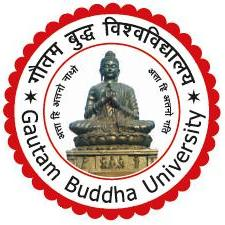 गौतम बुद्ध विश्वविद्यालय
अत्ता हि अत्तनो नाथो
अत्ता हि अत्तनो गति
Gautam Buddha University